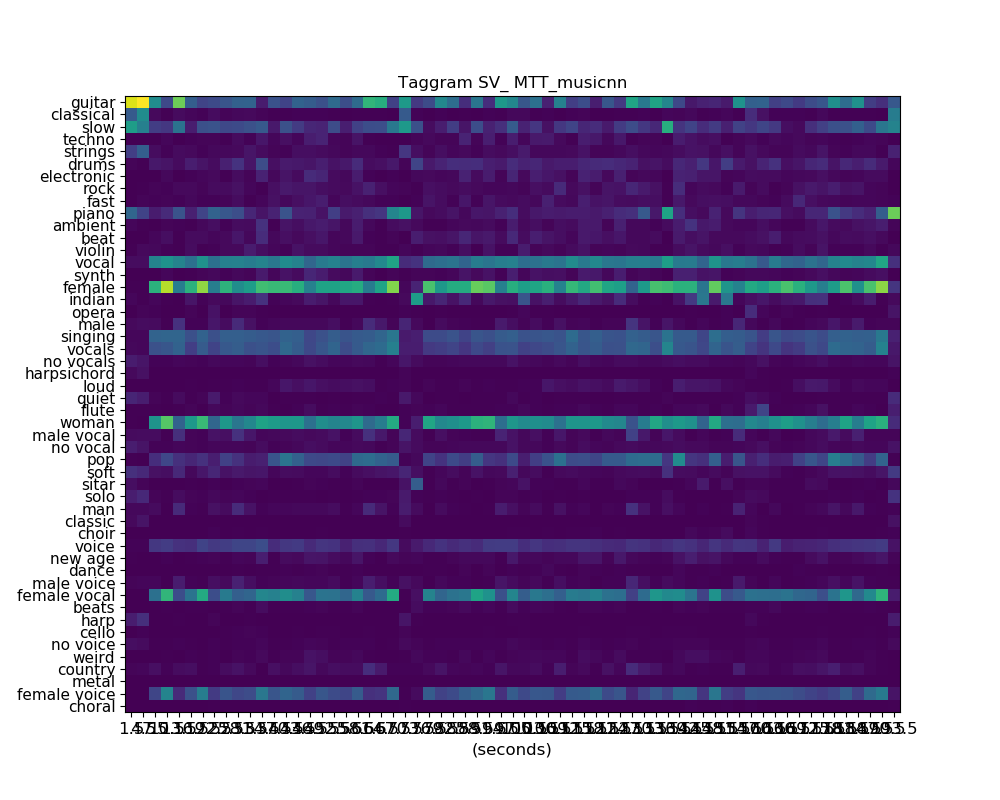 Taggram SV_ MTT_musicnn
guitar
classical
slow
techno
strings
drums
electronic
rock
fast
piano
ambient
beat
violin
vocal
synth
female
indian
opera
male
singing
vocals
no vocals
harpsichord
loud
quiet
flute
woman
male vocal
no vocal
pop
soft
sitar
solo
man
classic
choir
voice
new age
dance
male voice
female vocal
beats
harp
cello
no voice
weird
country
metal
female voice
choral
(seconds)